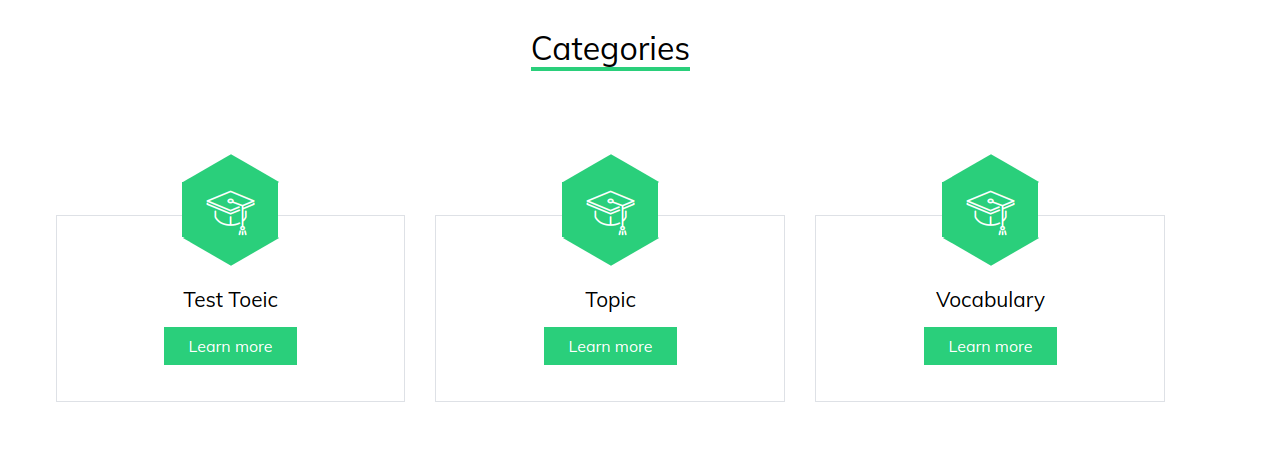 Categories
Test Toeic
Topic
Vocabulary
Learn more
Learn more
Learn more